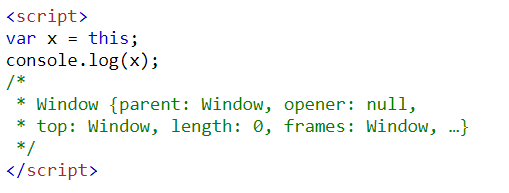 <script>
var x = this;
console.log(x);
/*
 * Window {parent: Window, opener: null,
 * top: Window, length: 0, frames: Window, …}
 */
</script>